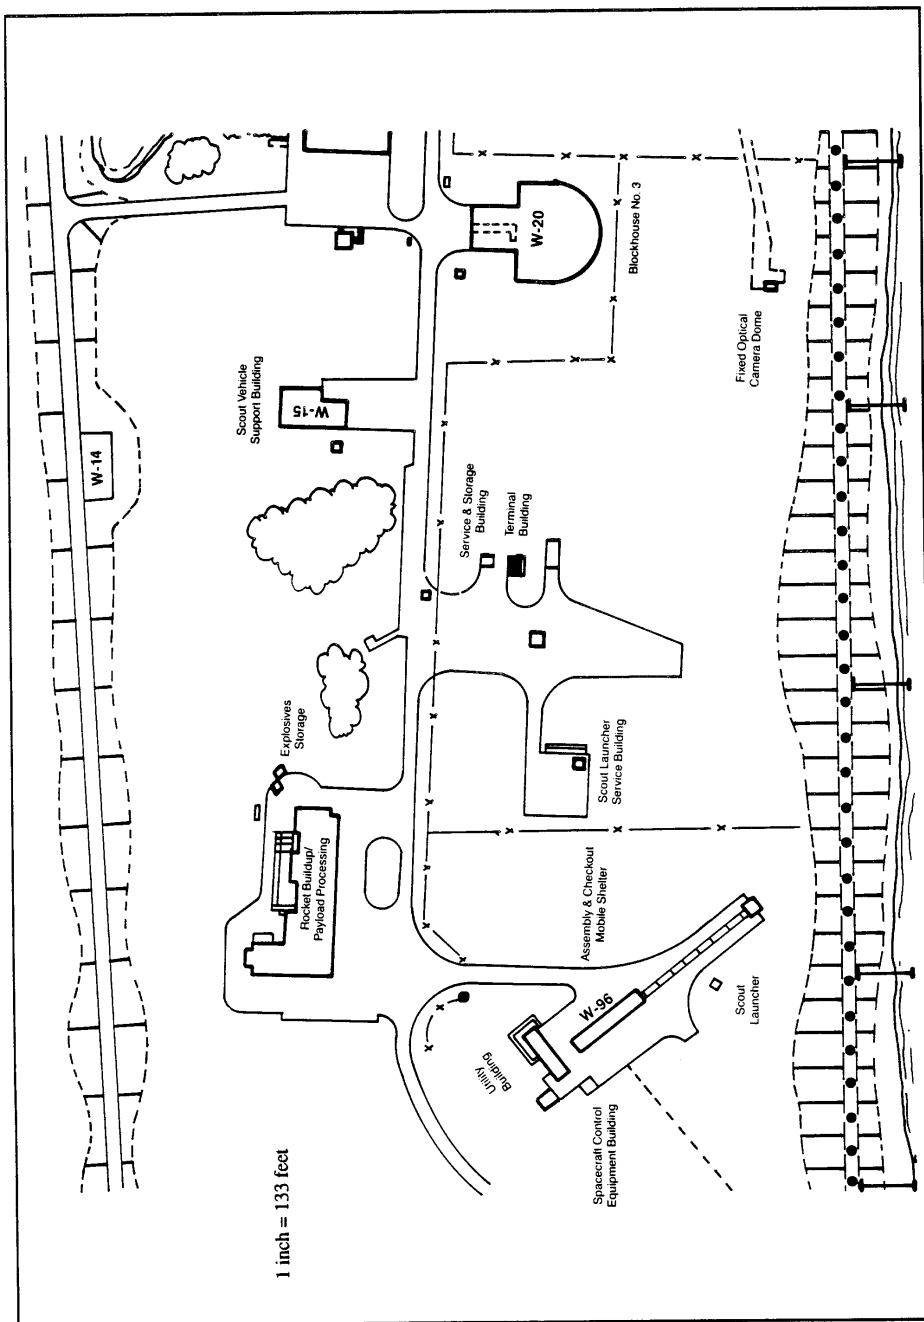 W-14
Scout Vehicle
Support Building
W-15
W-20
Blockhouse No. 3
Fixed Optical
Camera Dome
Service & Storage
Building
Terminal
Building
Explosives
Storage
Rocket Buildup/
Payload Processing
Scout Launcher
Service Building
Assembly & Checkout
Mobile Shelter
W-96
Scout
Launcher
Utility
Building
Spacecraft Control
Equipment Building
1 inch = 133 feet